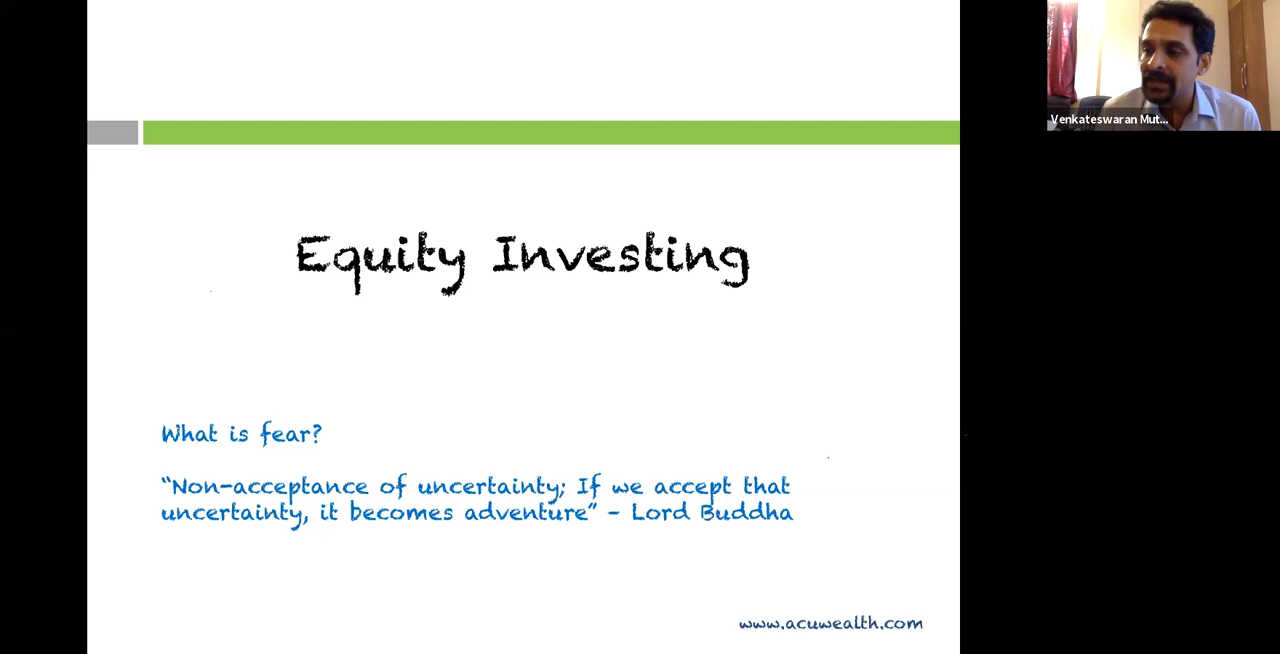 Venkateswaran Mut...
Equity Investing
What is fear?
“Non-acceptance of uncertainty; If we accept that
uncertainty, it becomes adventure” – Lord Buddha
www.acuwealth.com